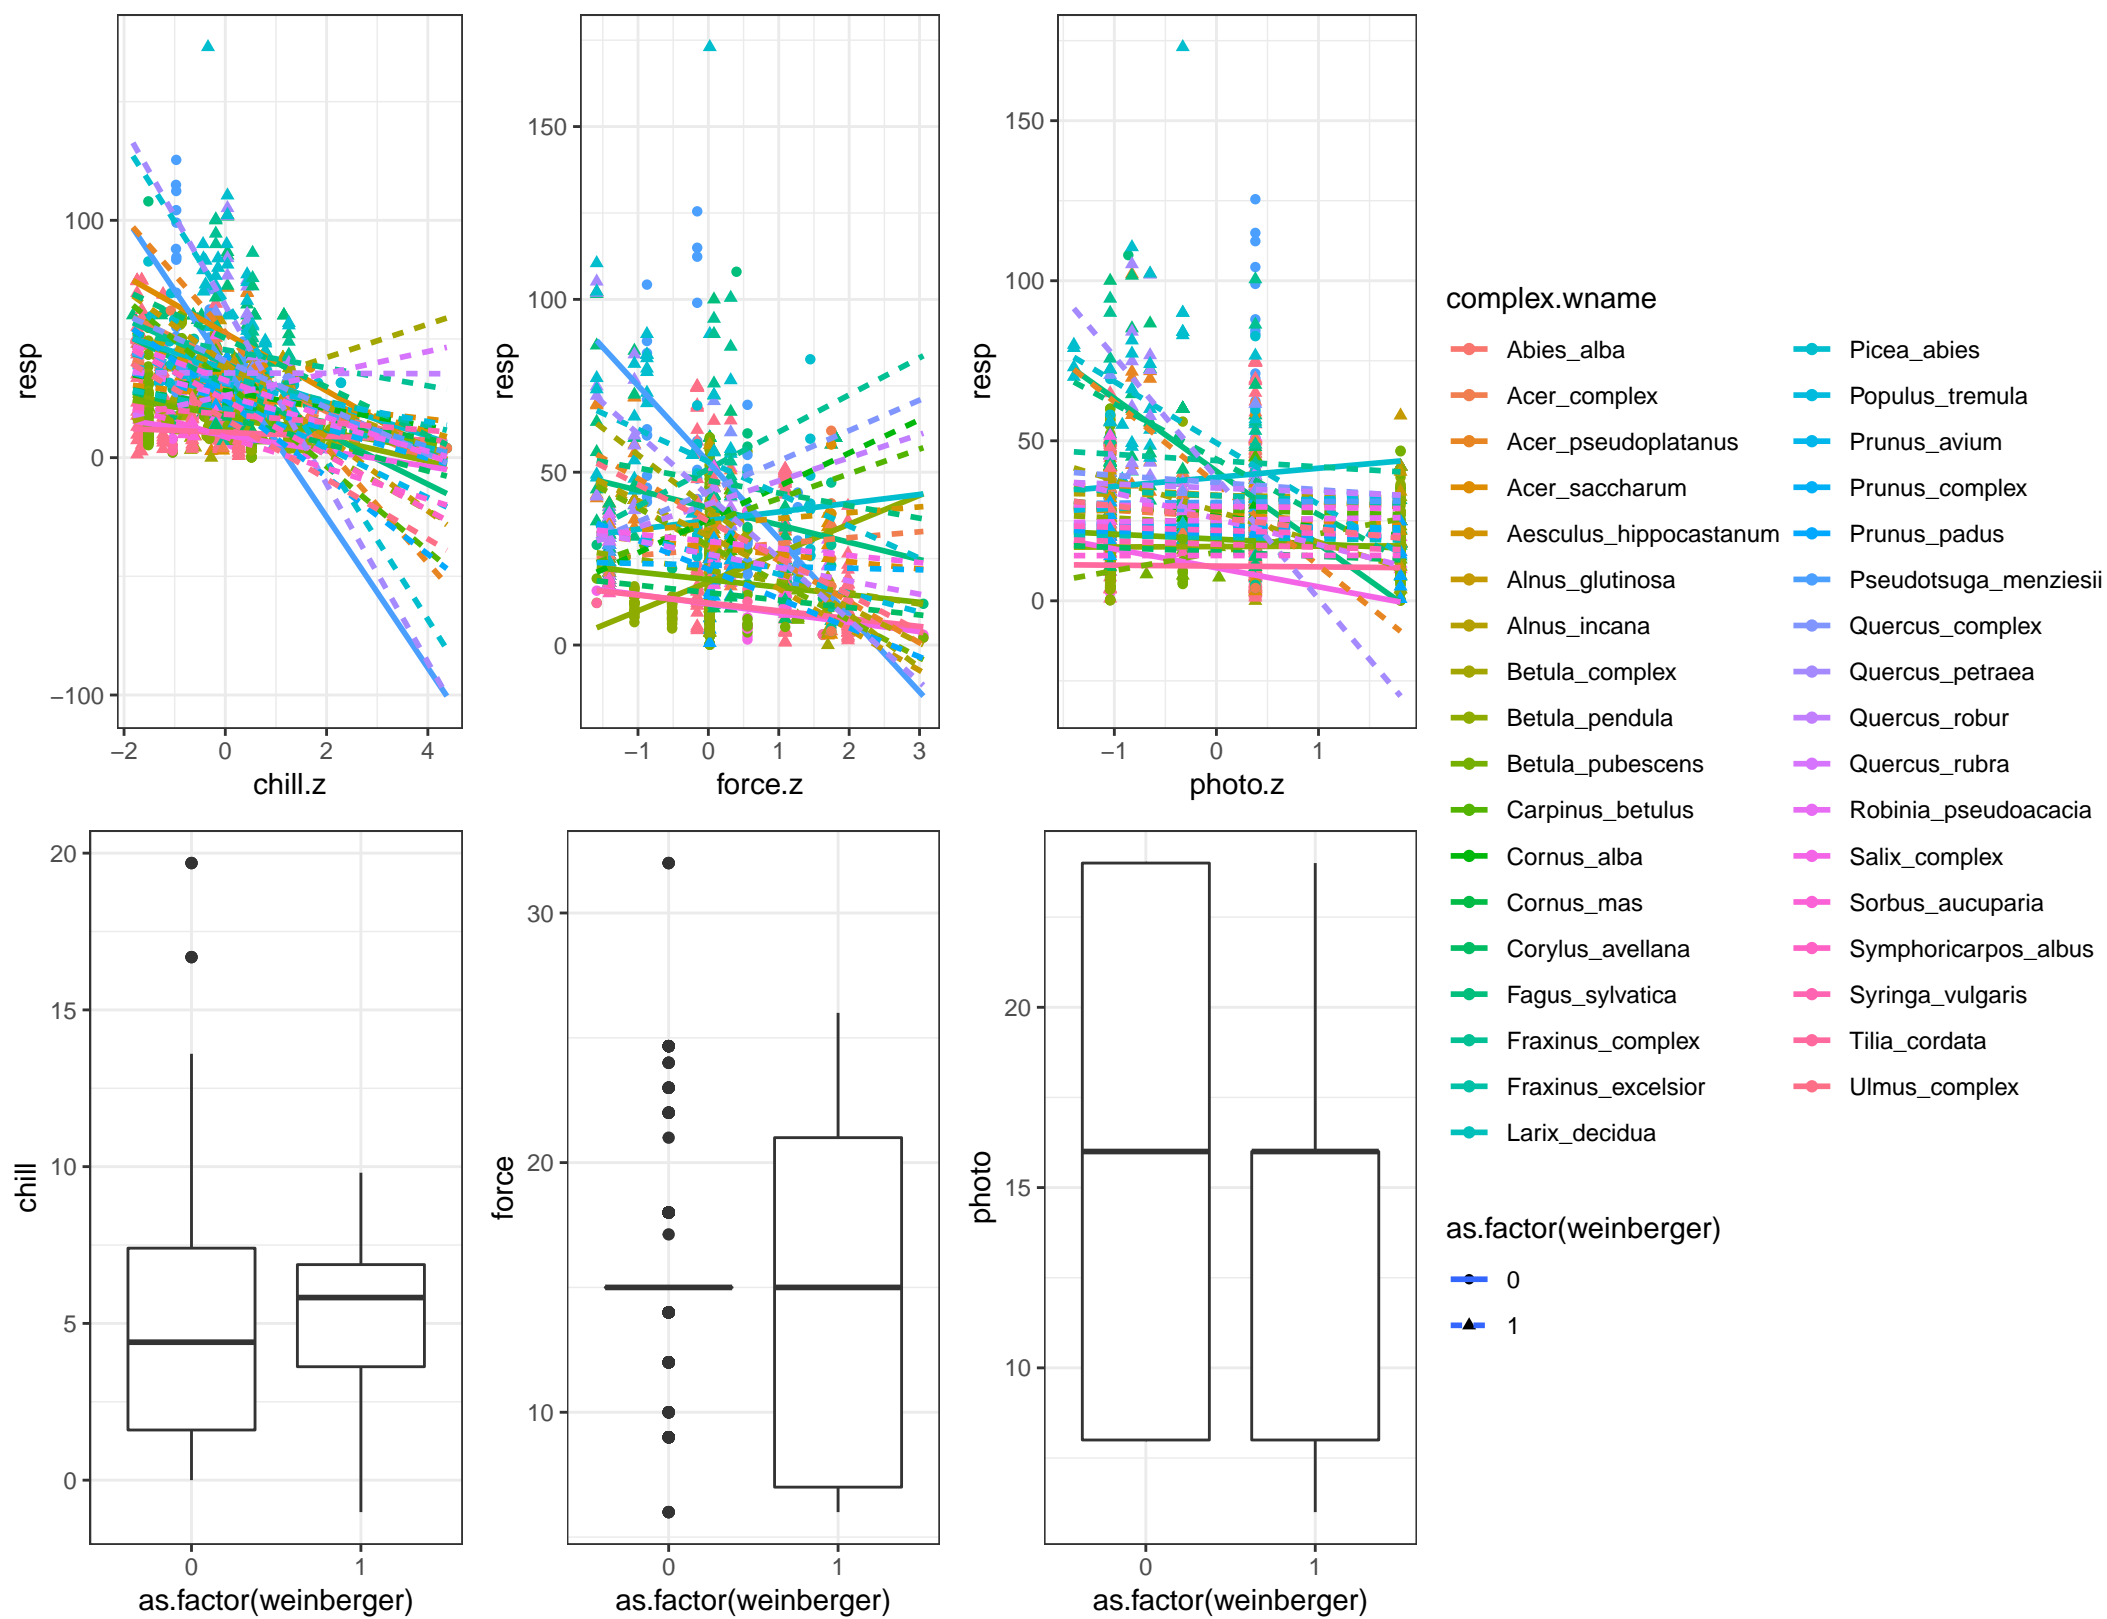 resp
100
0
−100
−2
0
2
4
chill.z
resp
150
100
50
0
−1
0
1
2
3
force.z
resp
150
100
50
0
−1
0
1
photo.z
complex.wname
Abies_alba
Acer_complex
Acer_pseudoplatanus
Acer_saccharum
Aesculus_hippocastanum
Alnus_glutinosa
Alnus_incana
Betula_complex
Betula_pendula
Betula_pubescens
Carpinus_betulus
Cornus_alba
Cornus_mas
Corylus_avellana
Fagus_sylvatica
Fraxinus_complex
Fraxinus_excelsior
Larix_decidua
Picea_abies
Populus_tremula
Prunus_avium
Prunus_complex
Prunus_padus
Pseudotsuga_menziesii
Quercus_complex
Quercus_petraea
Quercus_robur
Quercus_rubra
Robinia_pseudoacacia
Salix_complex
Sorbus_aucuparia
Symphoricarpos_albus
Syringa_vulgaris
Tilia_cordata
Ulmus_complex
as.factor(weinberger)
0
1
chill
20
15
10
5
0
0
1
as.factor(weinberger)
force
30
20
10
0
1
as.factor(weinberger)
photo
20
15
10
0
1
as.factor(weinberger)